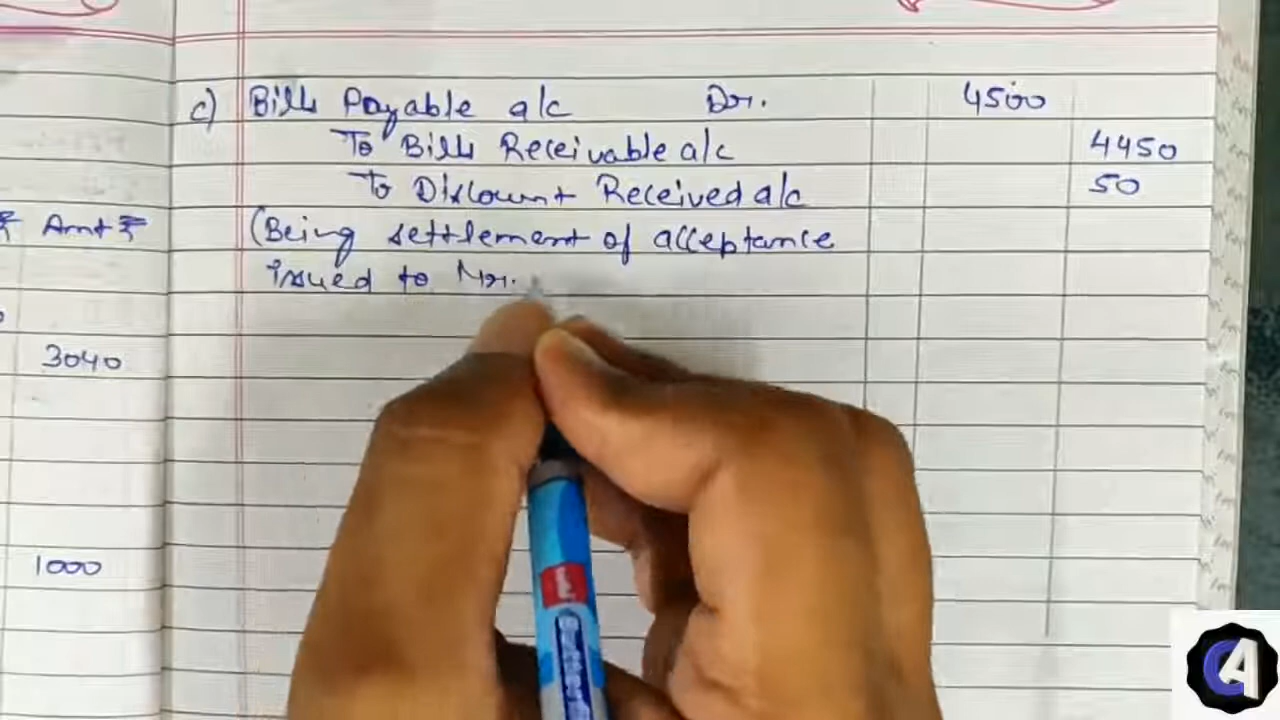 c) Bills Payable a/c Dr. 4500
To Bills Receivable a/c 4450
To Discount Received a/c 50
₹ Amt ₹
(Being settlement of acceptance
issued to Mr.
3040
1000
CA